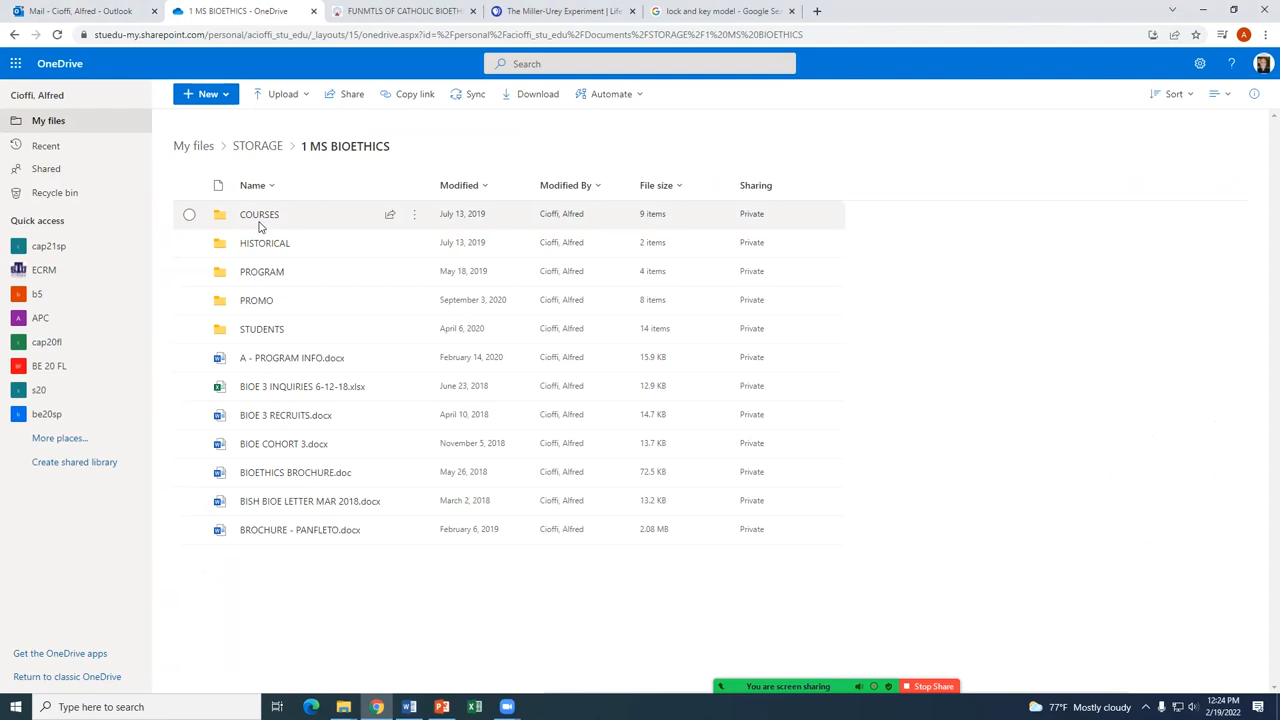 Mail - Cioffi, Alfred - Outlook
1 MS BIOETHICS - OneDrive
FUNMTLS OF CATHOLIC BIOETH
The Miller-Urey Experiment | Life
lock and key model - Google Sea
stuedu-my.sharepoint.com/personal/acioffi_stu_edu/_layouts/15/onedrive.aspx?id=%2Fpersonal%2Facioffi_stu_edu%2FDocuments%2FSTORAGE%2F1%20MS%20BIOETHICS
A
OneDrive
Search
?
Cioffi, Alfred
My files
Recent
Shared
Recycle bin
Quick access
c cap21sp
ECRM
b b5
A APC
c cap20fl
BF BE 20 FL
s s20
b be20sp
More places...
Create shared library
Get the OneDrive apps
Return to classic OneDrive
New Upload Share Copy link Sync Download Automate Sort
My files > STORAGE > 1 MS BIOETHICS
Name Modified Modified By File size Sharing
COURSES July 13, 2019 Cioffi, Alfred 9 items Private
HISTORICAL July 13, 2019 Cioffi, Alfred 2 items Private
PROGRAM May 18, 2019 Cioffi, Alfred 4 items Private
PROMO September 3, 2020 Cioffi, Alfred 8 items Private
STUDENTS April 6, 2020 Cioffi, Alfred 14 items Private
A - PROGRAM INFO.docx February 14, 2020 Cioffi, Alfred 15.9 KB Private
BIOE 3 INQUIRIES 6-12-18.xlsx June 23, 2018 Cioffi, Alfred 12.9 KB Private
BIOE 3 RECRUITS.docx April 10, 2018 Cioffi, Alfred 14.7 KB Private
BIOE COHORT 3.docx November 5, 2018 Cioffi, Alfred 13.7 KB Private
BIOETHICS BROCHURE.doc May 26, 2018 Cioffi, Alfred 72.5 KB Private
BISH BIOE LETTER MAR 2018.docx March 2, 2018 Cioffi, Alfred 13.2 KB Private
BROCHURE - PANFLETO.docx February 6, 2019 Cioffi, Alfred 2.08 MB Private
You are screen sharing
Stop Share
Type here to search
77°F Mostly cloudy
12:24 PM
2/19/2022